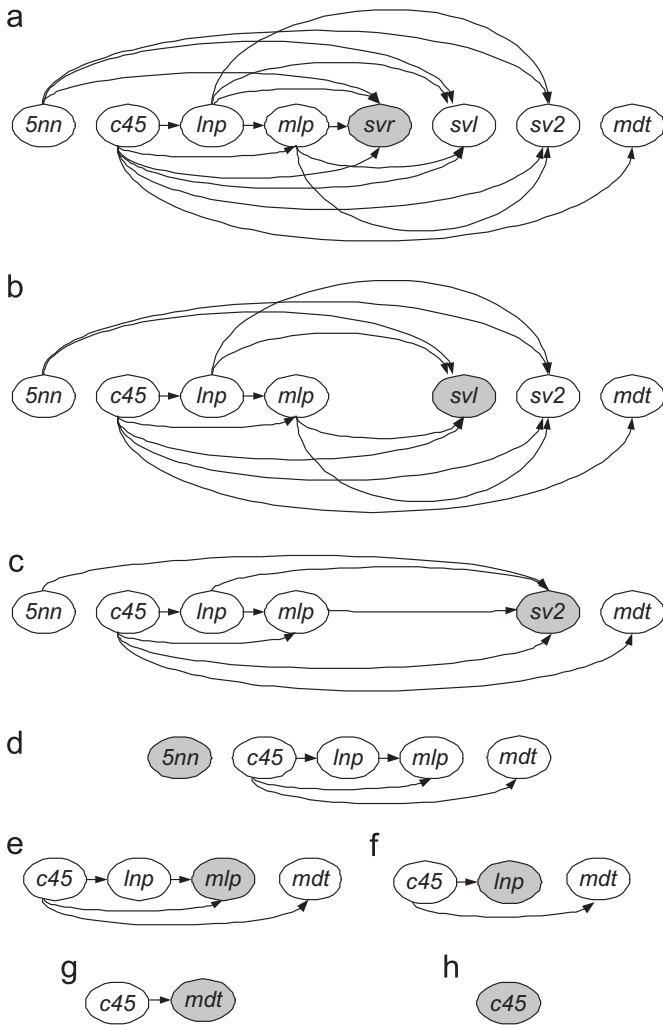 a
5nn c45 lnp mlp svr svl sv2 mdt
b
5nn c45 lnp mlp svl sv2 mdt
c
5nn c45 lnp mlp sv2 mdt
d
5nn c45 lnp mlp mdt
e
c45 lnp mlp mdt
f
c45 lnp mdt
g
c45 mdt
h
c45